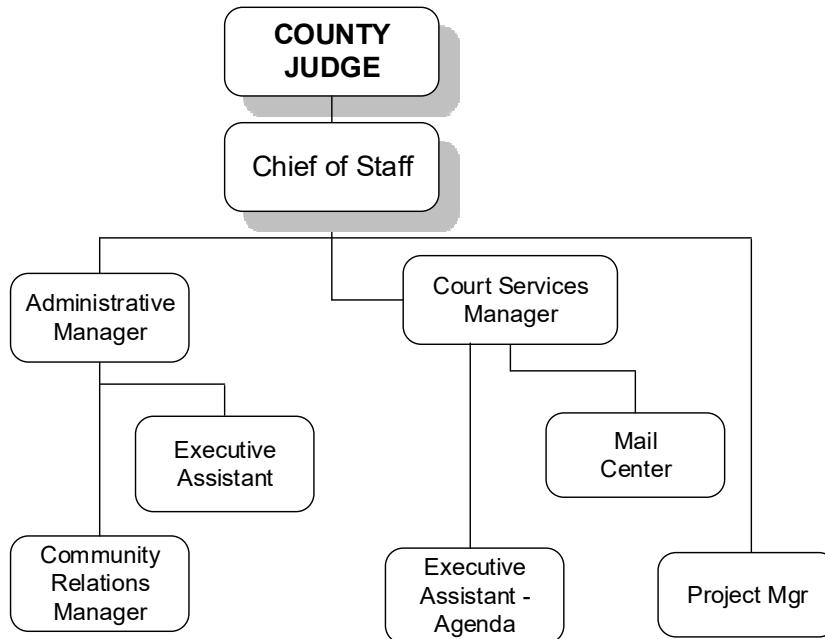 COUNTY
JUDGE
Chief of Staff
Administrative
Manager
Court Services
Manager
Executive
Assistant
Mail
Center
Community
Relations
Manager
Executive
Assistant -
Agenda
Project Mgr